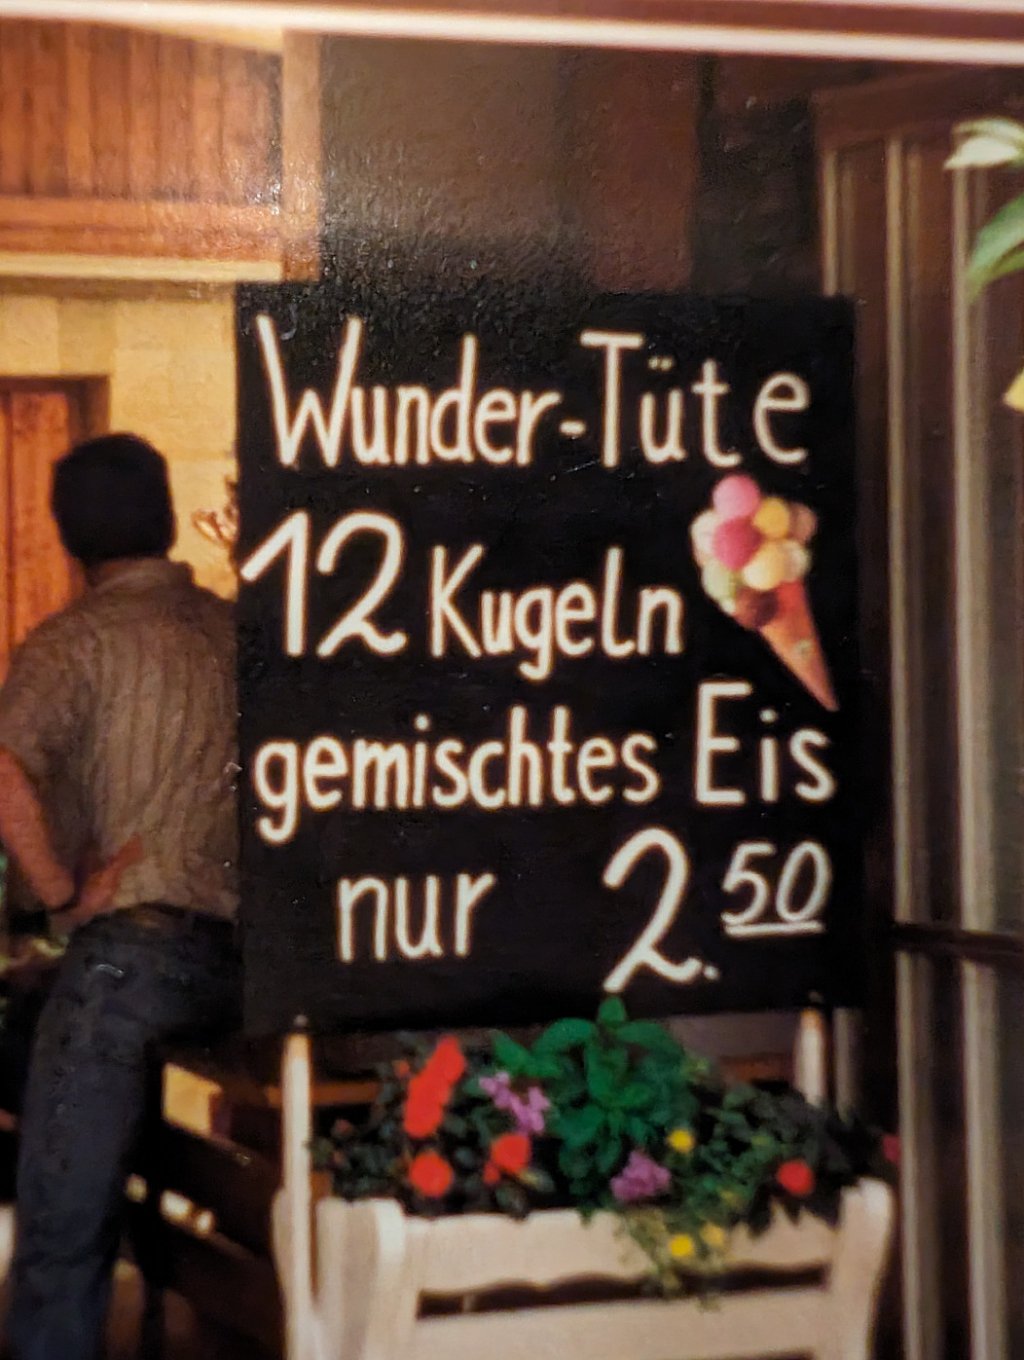 Wunder-Tüte
12 Kugeln
gemischtes Eis
nur 2.50